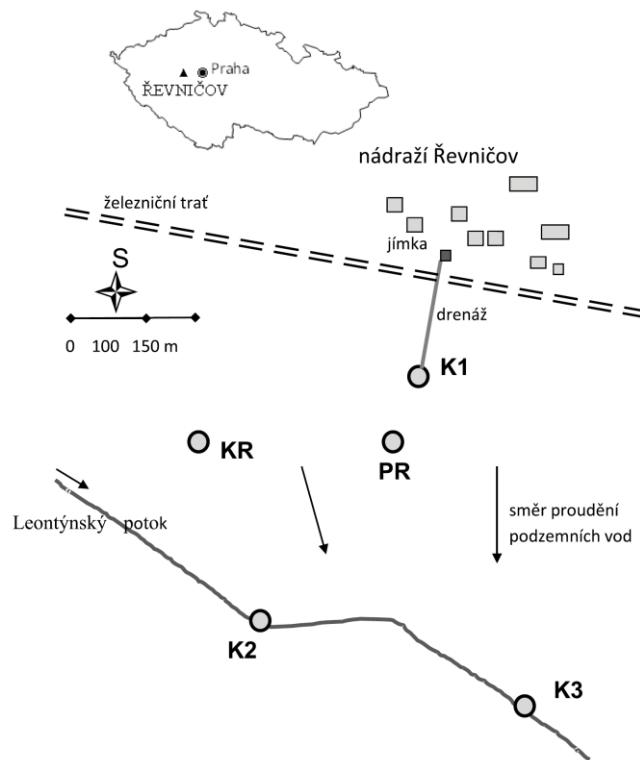 Praha
ŘEVNIČOV
nádraží Řevničov
železniční trať
jímka
S
drenáž
0 100 150 m
K1
KR
PR
Leontýnský potok
směr proudění
podzemních vod
K2
K3